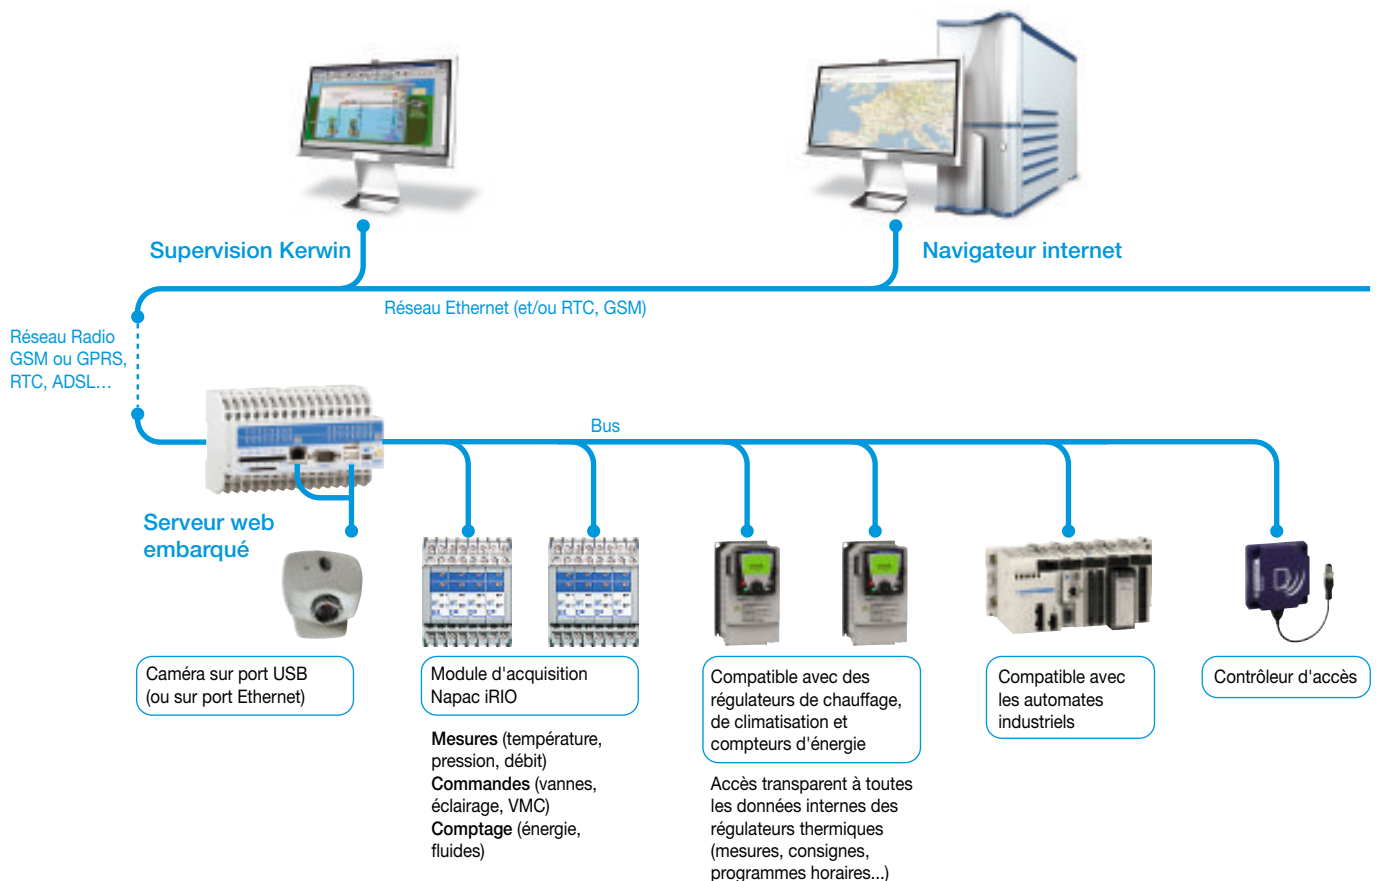 Supervision Kerwin
Navigateur internet
Réseau Ethernet (et/ou RTC, GSM)
Réseau Radio
GSM ou GPRS,
RTC, ADSL...
Bus
Serveur web
embarqué
Caméra sur port USB
(ou sur port Ethernet)
Module d'acquisition
Napac iRIO
Mesures (température,
pression, débit)
Commandes (vannes,
éclairage, VMC)
Comptage (énergie,
fluides)
Compatible avec des
régulateurs de chauffage,
de climatisation et
compteurs d'énergie
Accès transparent à toutes
les données internes des
régulateurs thermiques
(mesures, consignes,
programmes horaires...)
Compatible avec
les automates
industriels
Contrôleur d'accès